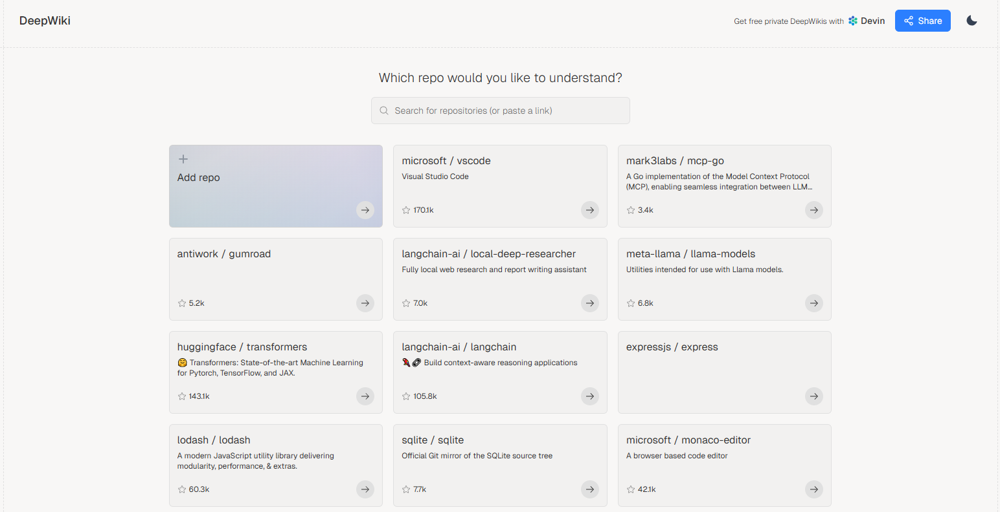 DeepWiki
Get free private DeepWikis with Devin
Share
Which repo would you like to understand?
Search for repositories (or paste a link)
Add repo
microsoft / vscode
Visual Studio Code
170.1k
mark3labs / mcp-go
A Go implementation of the Model Context Protocol
(MCP), enabling seamless integration between LLM…
3.4k
antiwork / gumroad
5.2k
langchain-ai / local-deep-researcher
Fully local web research and report writing assistant
7.0k
meta-llama / llama-models
Utilities intended for use with Llama models.
6.8k
huggingface / transformers
🤗 Transformers: State-of-the-art Machine Learning
for Pytorch, TensorFlow, and JAX.
143.1k
langchain-ai / langchain
🦜🔗 Build context-aware reasoning applications
105.8k
expressjs / express
lodash / lodash
A modern JavaScript utility library delivering
modularity, performance, & extras.
60.3k
sqlite / sqlite
Official Git mirror of the SQLite source tree
7.7k
microsoft / monaco-editor
A browser based code editor
42.1k